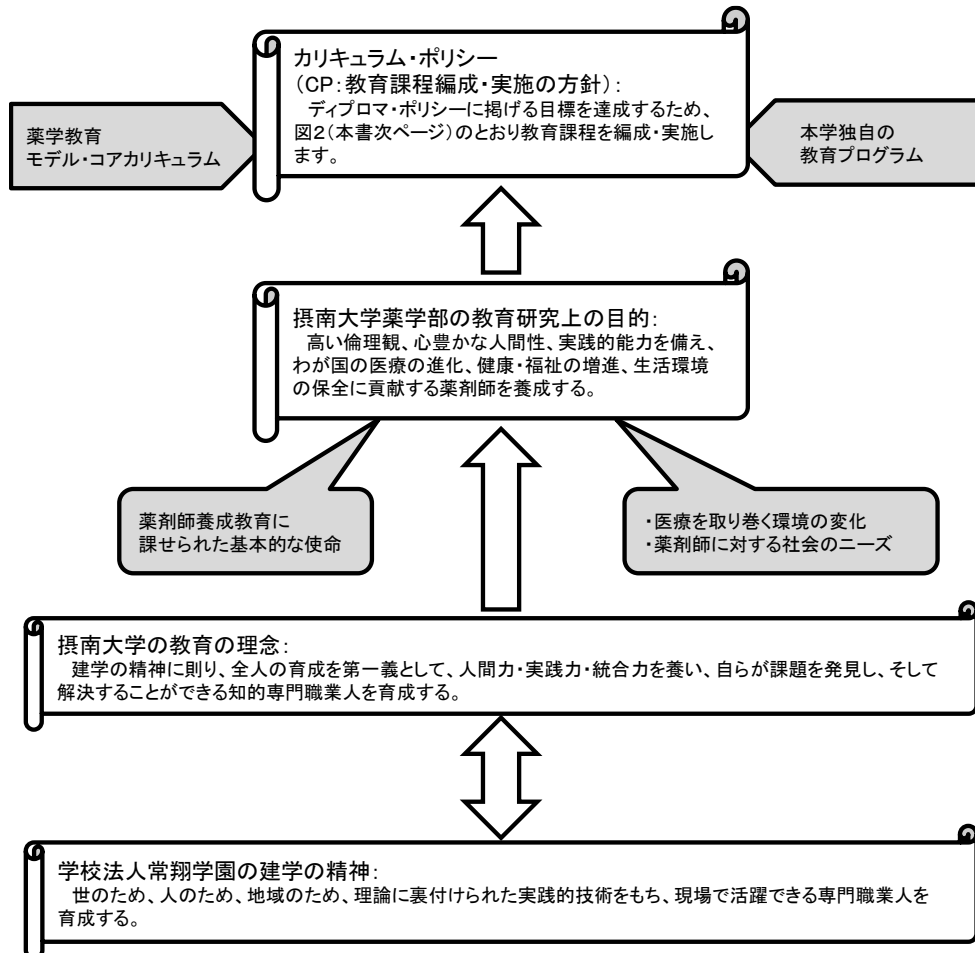 カリキュラム・ポリシー
(CP:教育課程編成・実施の方針):
ディプロマ・ポリシーに掲げる目標を達成するため、
図2(本書次ページ)のとおり教育課程を編成・実施し
ます。
薬学教育
モデル・コアカリキュラム
本学独自の
教育プログラム
摂南大学薬学部の教育研究上の目的:
高い倫理観、心豊かな人間性、実践的能力を備え、
わが国の医療の進化、健康・福祉の増進、生活環境
の保全に貢献する薬剤師を養成する。
薬剤師養成教育に
課せられた基本的な使命
・医療を取り巻く環境の変化
・薬剤師に対する社会のニーズ
摂南大学の教育の理念:
建学の精神に則り、全人の育成を第一義として、人間力・実践力・統合力を養い、自らが課題を発見し、そして
解決することができる知的専門職業人を育成する。
学校法人常翔学園の建学の精神:
世のため、人のため、地域のため、理論に裏付けられた実践的技術をもち、現場で活躍できる専門職業人を
育成する。